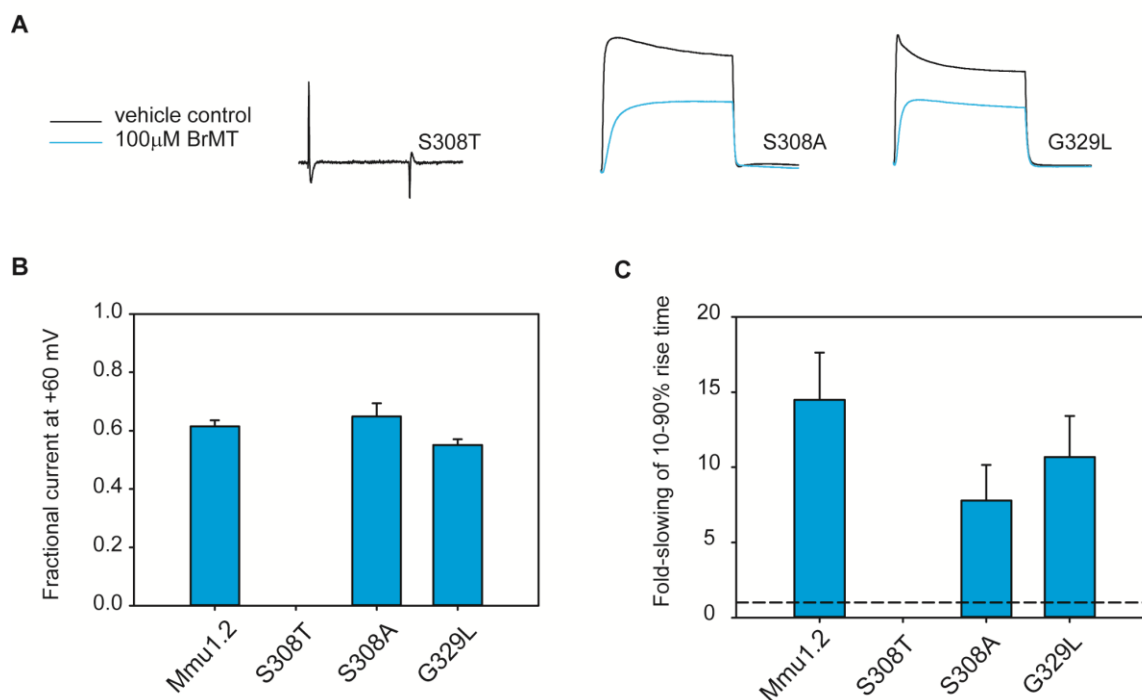 A
vehicle control
100μM BrMT
S308T
S308A
G329L
B
Fractional current at +60 mV
1.0
0.8
0.6
0.4
0.2
0.0
Mmu1.2
S308T
S308A
G329L
C
Fold-slowing of 10-90% rise time
20
15
10
5
0
Mmu1.2
S308T
S308A
G329L